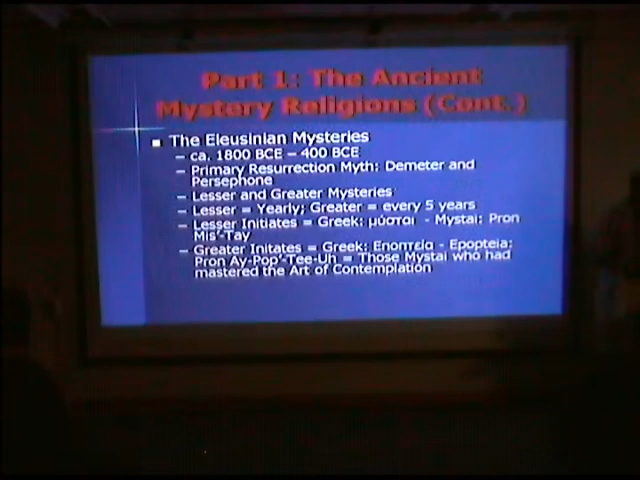 Part 1: The Ancient
Mystery Religions (Cont.)
The Eleusinian Mysteries
– ca. 1800 BCE – 400 BCE
– Primary Resurrection Myth: Demeter and
Persephone
– Lesser and Greater Mysteries
– Lesser = Yearly; Greater = every 5 years
– Lesser Initiates = Greek: μύσται - Mystai; Pron
Mis'-Tay
– Greater Initates = Greek: Εποπτεία - Epopteia;
Pron Ay-Pop'-Tee-Uh = Those Mystai who had
mastered the Art of Contemplation